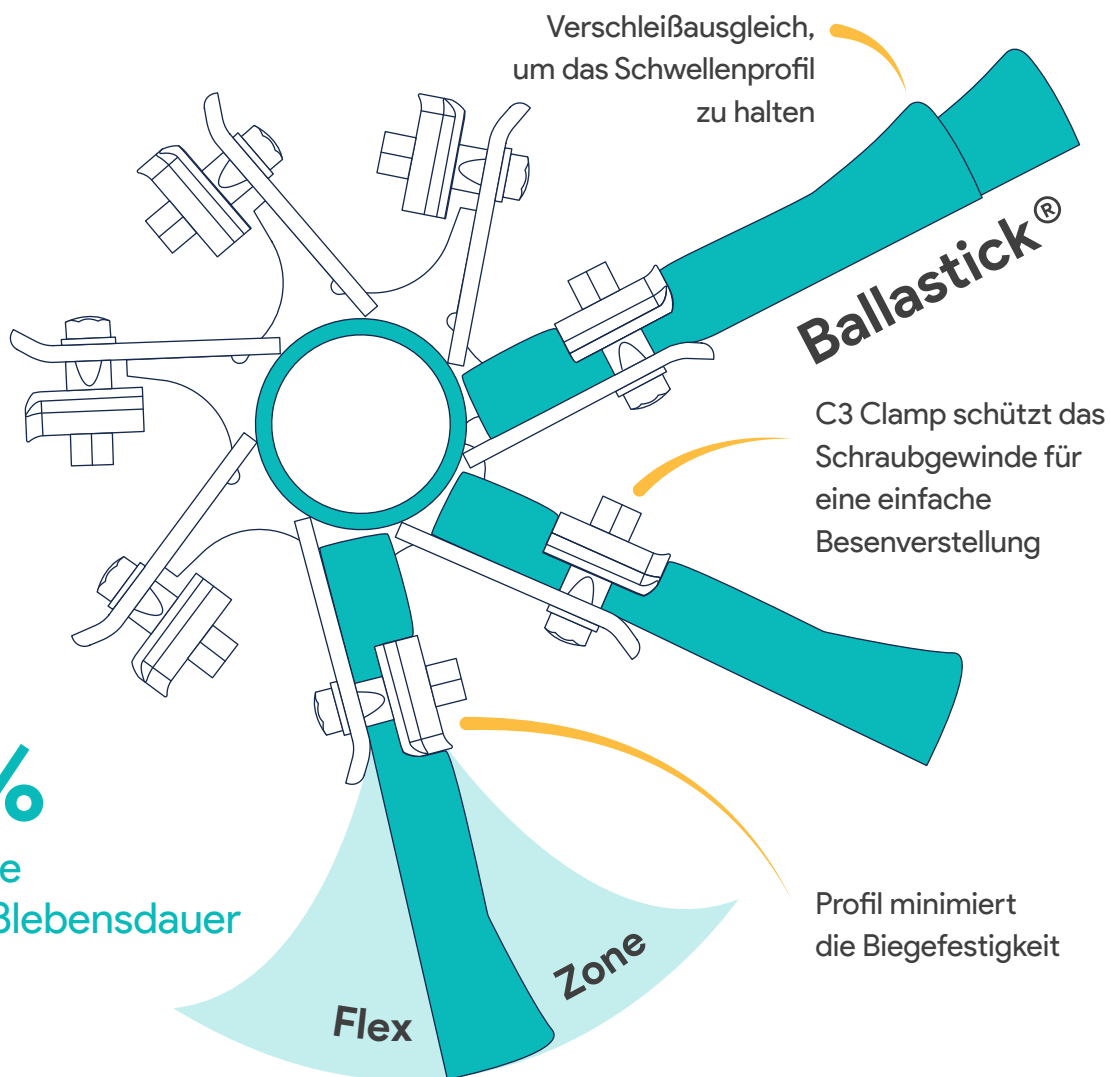 Verschleißausgleich,
um das Schwellenprofil
zu halten
Ballastick®
C3 Clamp schützt das
Schraubgewinde für
eine einfache
Besenverstellung
%
Profil minimiert
die Biegefestigkeit
Flex
Zone